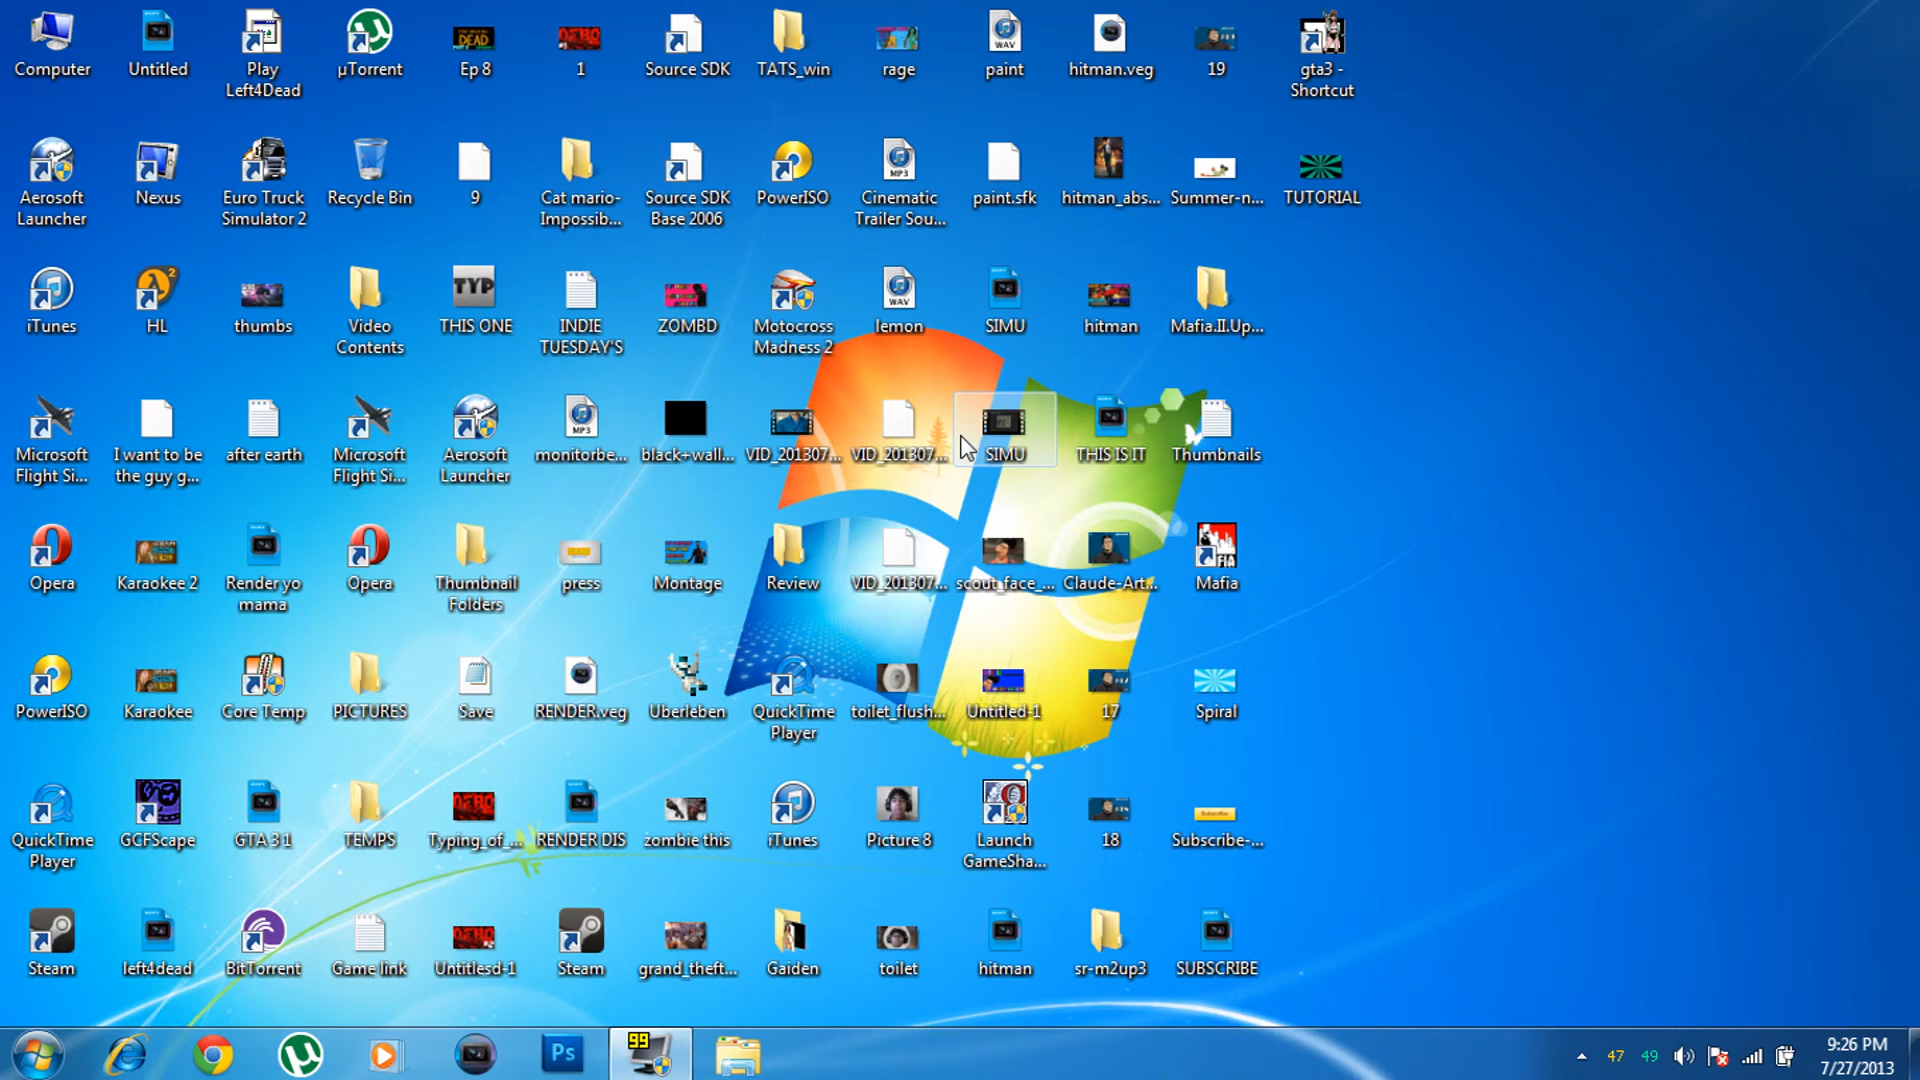 Computer
Untitled
Play
Left4Dead
µTorrent
Ep 8
1
Source SDK
TATS_win
rage
WAV
paint
hitman.veg
19
gta3 -
Shortcut
Aerosoft
Launcher
Nexus
Euro Truck
Simulator 2
Recycle Bin
9
Cat mario-
Impossib...
Source SDK
Base 2006
PowerISO
MP3
Cinematic
Trailer Sou...
paint.sfk
hitman_abs...
Summer-n...
TUTORIAL
iTunes
HL
thumbs
Video
Contents
TYP
THIS ONE
INDIE
TUESDAY'S
ZOMBD
Motocross
Madness 2
WAV
lemon
SIMU
hitman
Mafia.II.Up...
Microsoft
Flight Si...
I want to be
the guy g...
after earth
Microsoft
Flight Si...
Aerosoft
Launcher
MP3
monitorbe...
black+wall...
VID_201307...
VID_201307...
SIMU
THIS IS IT
Thumbnails
Opera
Karaokee 2
Render yo
mama
Opera
Thumbnail
Folders
press
Montage
Review
VID_201307...
scout_face_...
Claude-Art...
Mafia
PowerISO
Karaokee
Core Temp
PICTURES
Save
RENDER.veg
Uberleben
QuickTime
Player
toilet_flush...
Untitled-1
17
Spiral
QuickTime
Player
GCFScape
GTA 3 1
TEMPS
Typing_of_...
RENDER DIS
zombie this
iTunes
Picture 8
Launch
GameSha...
18
Subscribe-...
Steam
left4dead
BitTorrent
Game link
Untitlesd-1
Steam
grand_theft...
Gaiden
toilet
hitman
sr-m2up3
SUBSCRIBE
Ps
99
47
49
9:26 PM
7/27/2013